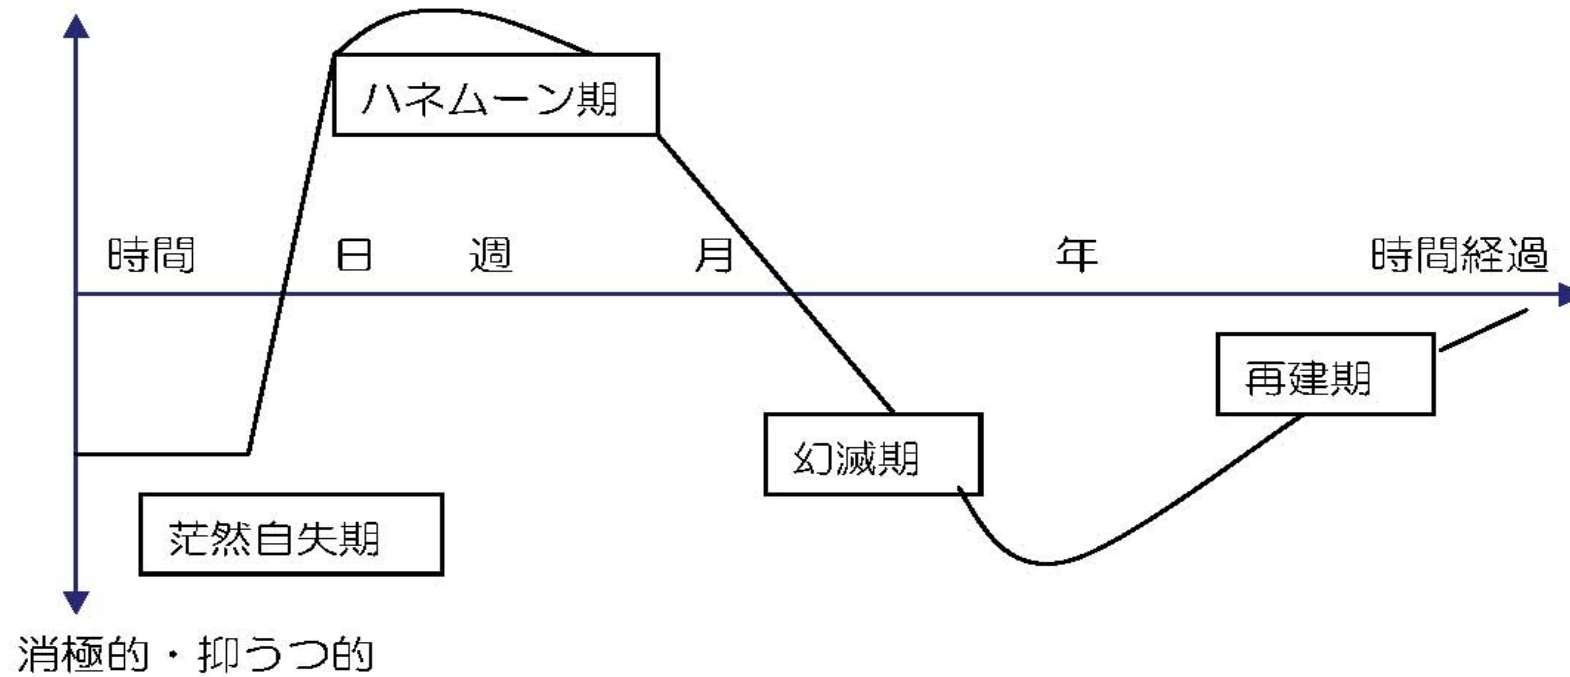 ハネムーン期
時間 日 週 月 年 時間経過
再建期
幻滅期
茫然自失期
消極的・抑うつ的